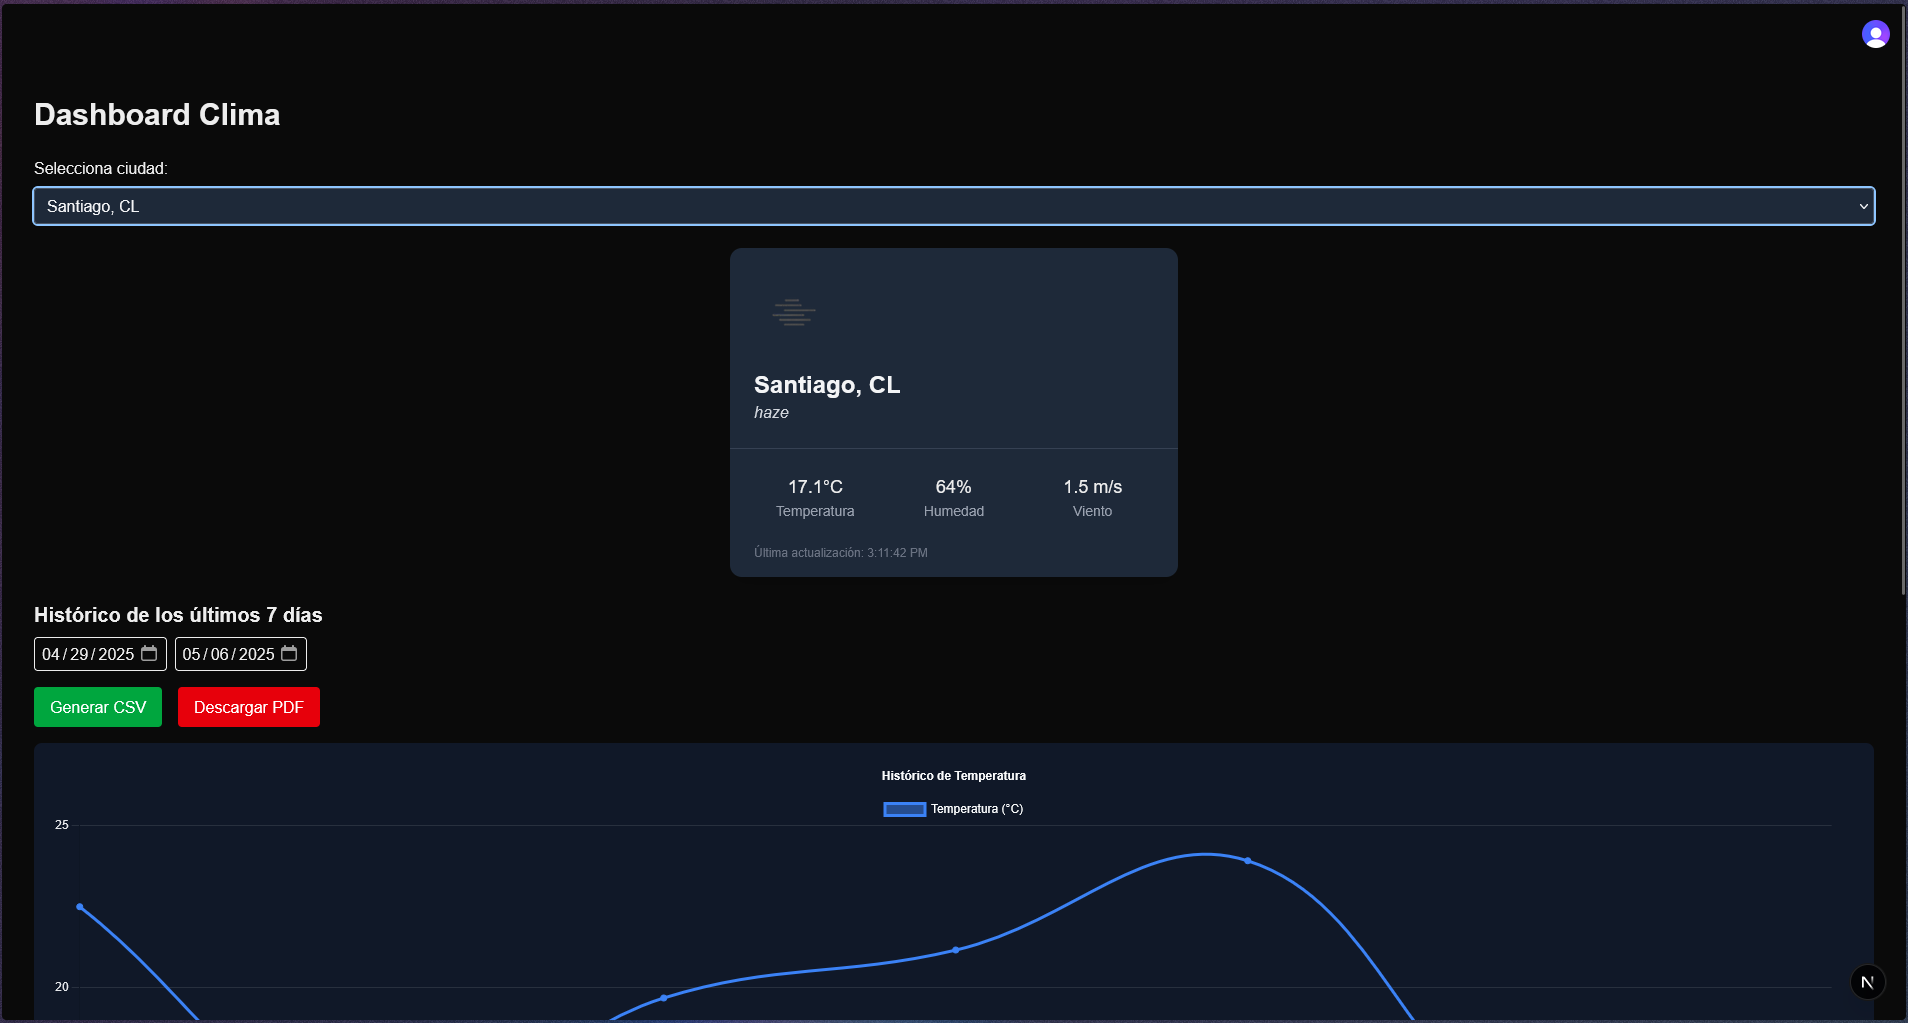 Dashboard Clima
Selecciona ciudad:
Santiago, CL
Santiago, CL
haze
17.1°C 64% 1.5 m/s
Temperatura Humedad Viento
Última actualización: 3:11:42 PM
Histórico de los últimos 7 días
04/29/2025 05/06/2025
Generar CSV Descargar PDF
Histórico de Temperatura
Temperatura (°C)
25
20
N